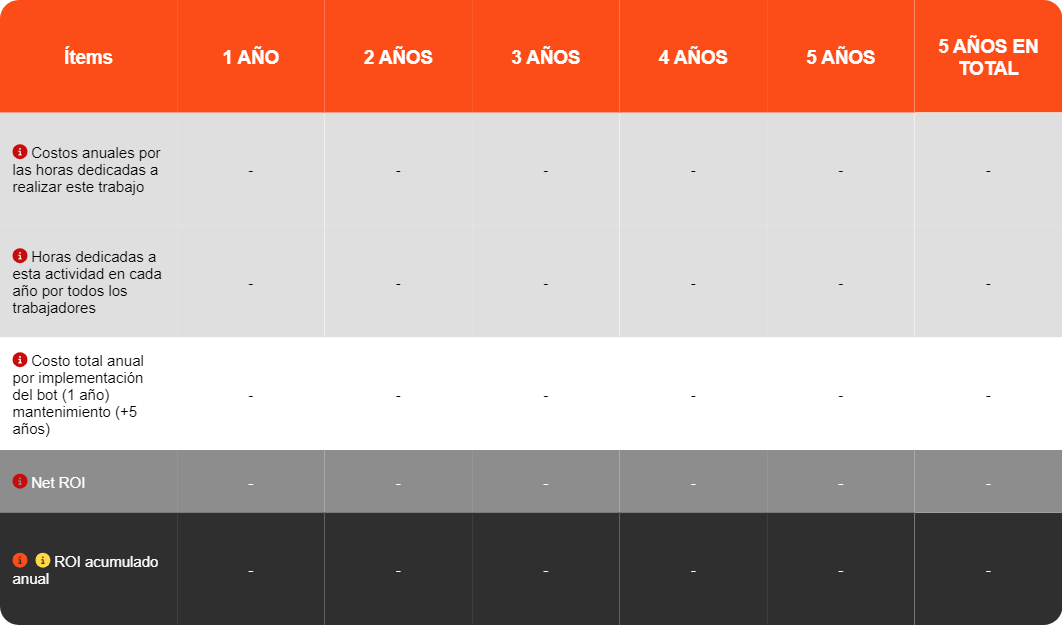 Ítems
1 AÑO
2 AÑOS
3 AÑOS
4 AÑOS
5 AÑOS
5 AÑOS EN
TOTAL
Costos anuales por
las horas dedicadas a
realizar este trabajo
- - - - - -
Horas dedicadas a
esta actividad en cada
año por todos los
trabajadores
- - - - - -
Costo total anual
por implementación
del bot (1 año)
mantenimiento (+5
años)
- - - - - -
Net ROI
- - - - - -
ROI acumulado
anual
- - - - - -